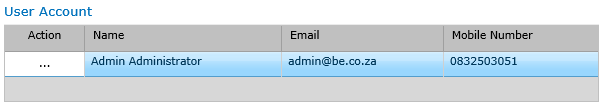 User Account
Action Name Email Mobile Number
... Admin Administrator admin@be.co.za 0832503051